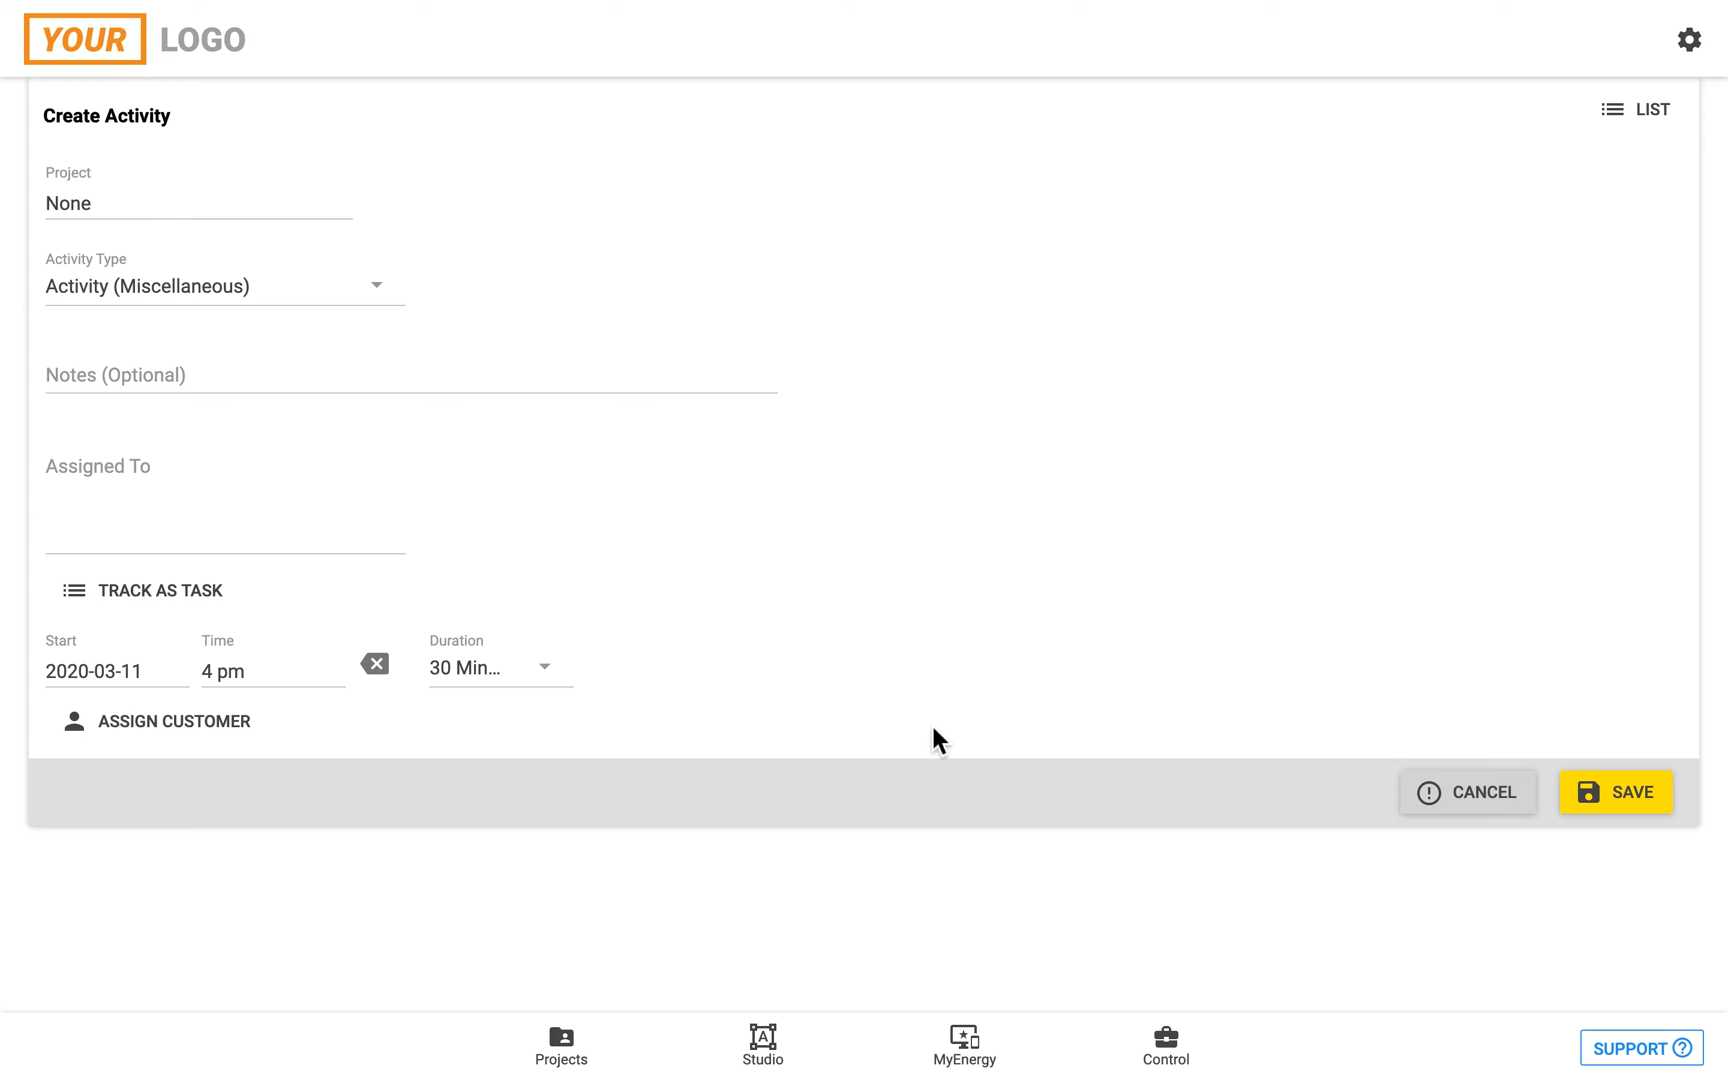 YOUR LOGO
Create Activity
LIST
Project
None
Activity Type
Activity (Miscellaneous)
Notes (Optional)
Assigned To
TRACK AS TASK
Start Time Duration
2020-03-11 4 pm 30 Min...
ASSIGN CUSTOMER
CANCEL SAVE
Projects Studio MyEnergy Control
SUPPORT